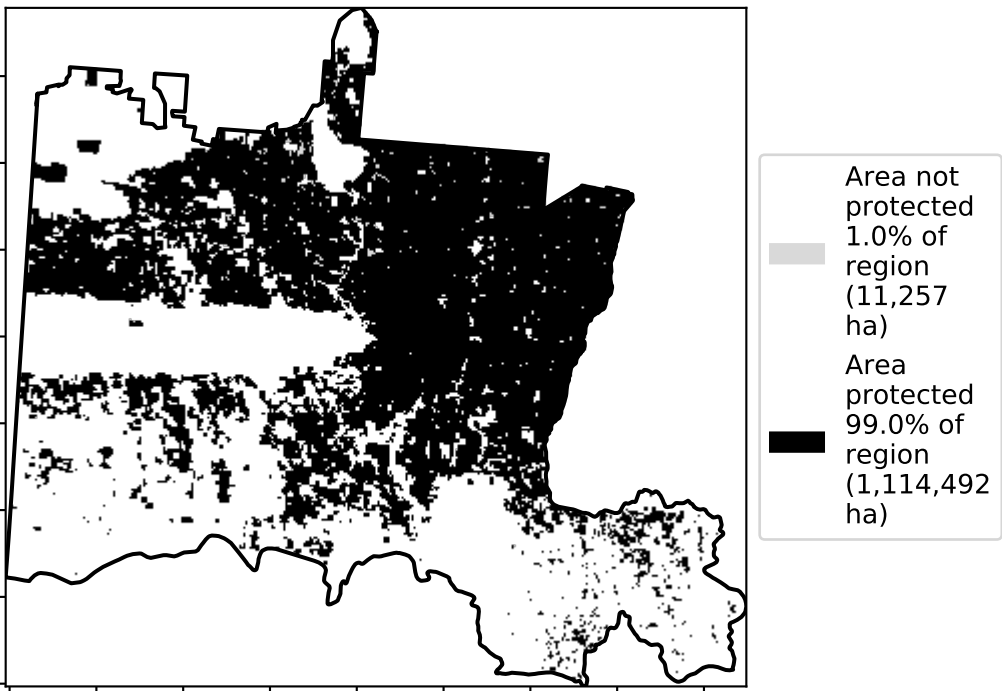 Area not
protected
1.0% of
region
(11,257
ha)
Area
protected
99.0% of
region
(1,114,492
ha)